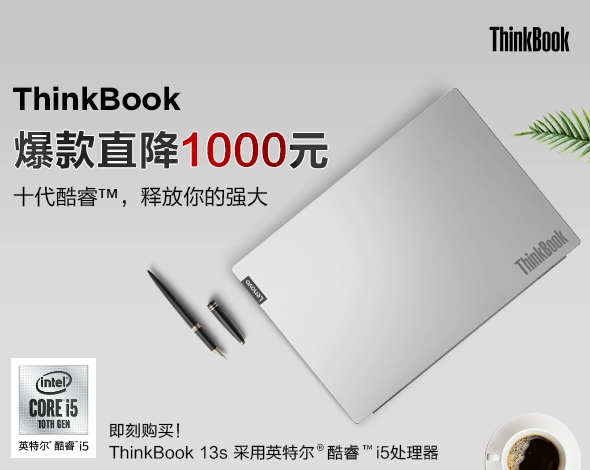 ThinkBook
ThinkBook
爆款直降1000元
十代酷睿™，释放你的强大
ThinkBook
Lenovo
intel®
CORE i5
10TH GEN
英特尔® 酷睿™ i5
即刻购买！
ThinkBook 13s 采用英特尔®酷睿™i5处理器